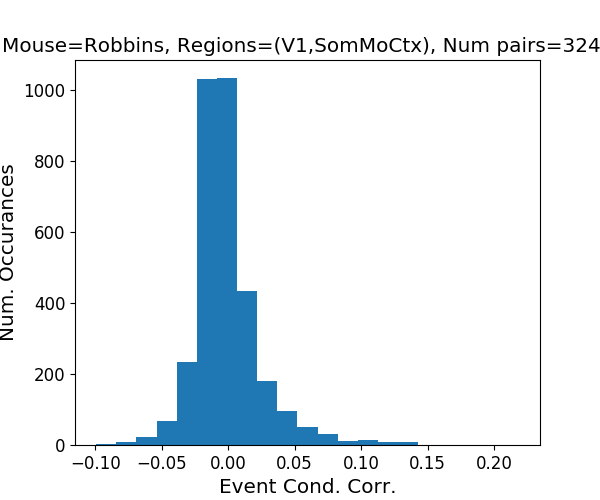 Mouse=Robbins, Regions=(V1,SomMoCtx), Num pairs=324
Num. Occurances
1000
800
600
400
200
0
−0.10 −0.05 0.00 0.05 0.10 0.15 0.20
Event Cond. Corr.